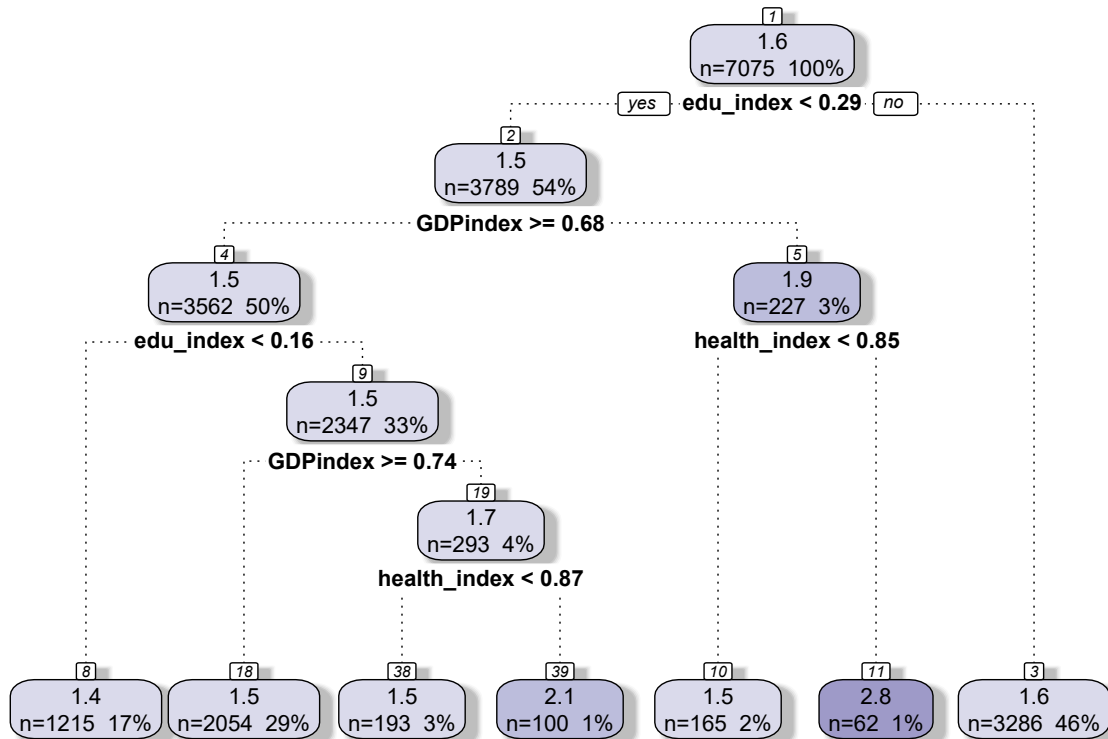 1
1.6
n=7075 100%
yes edu_index < 0.29 no
2
1.5
n=3789 54%
GDPindex >= 0.68
4
1.5
n=3562 50%
edu_index < 0.16
5
1.9
n=227 3%
health_index < 0.85
9
1.5
n=2347 33%
GDPindex >= 0.74
19
1.7
n=293 4%
health_index < 0.87
8
1.4
n=1215 17%
18
1.5
n=2054 29%
38
1.5
n=193 3%
39
2.1
n=100 1%
10
1.5
n=165 2%
11
2.8
n=62 1%
3
1.6
n=3286 46%